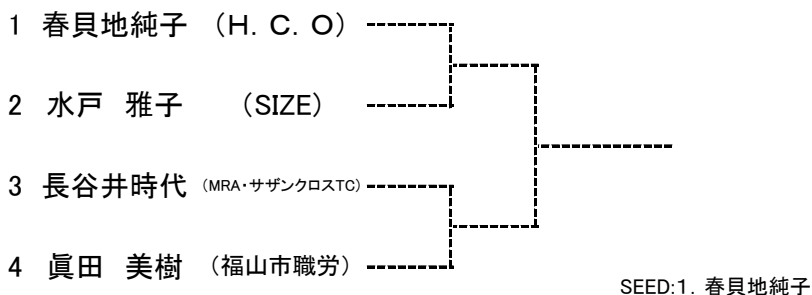 1 春貝地純子 （H．C．O）
2 水戸 雅子 （SIZE）
3 長谷井時代 （MRA・サザンクロスTC）
4 眞田 美樹 （福山市職労）
SEED:1．春貝地純子